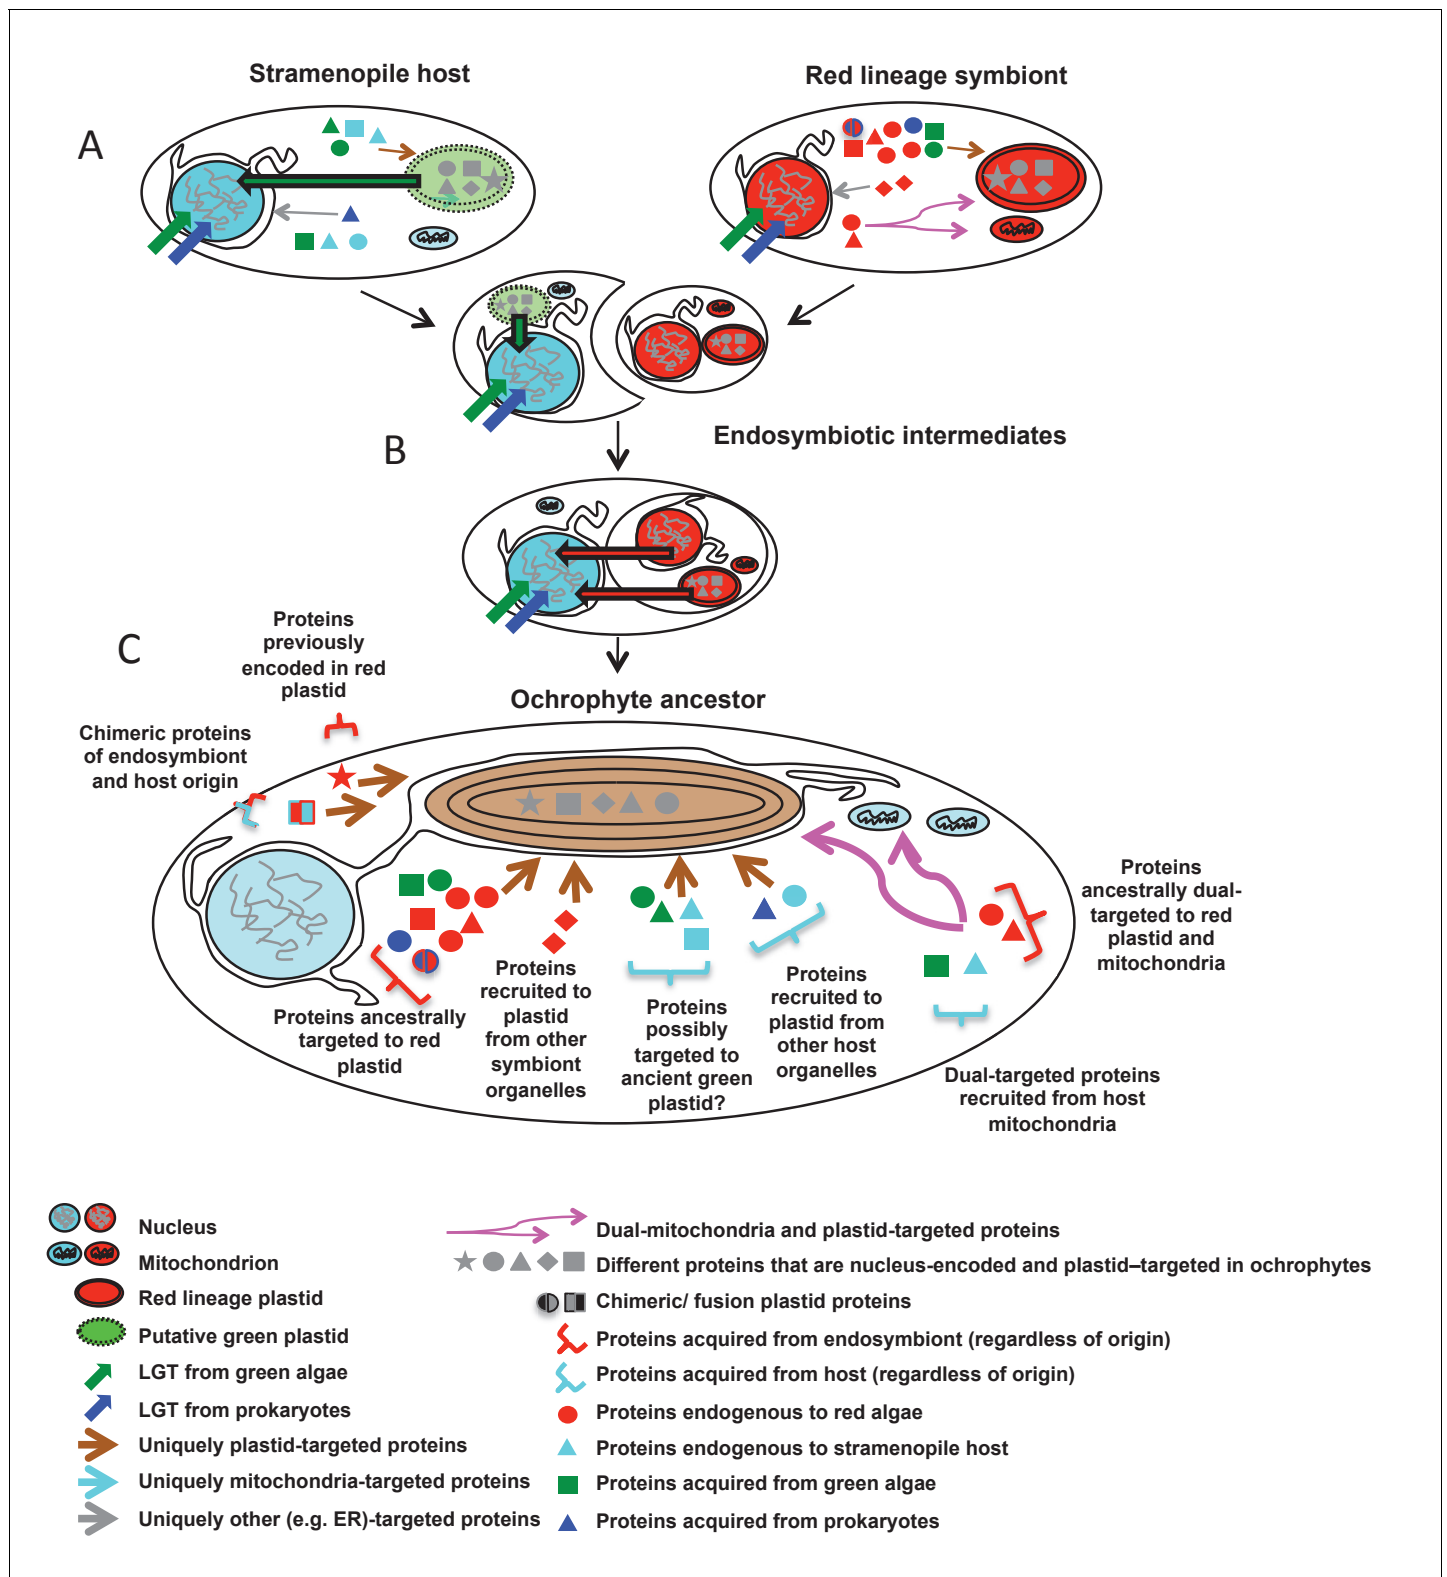 Stramenopile host
Red lineage symbiont
A
B
Endosymbiotic intermediates
C
Proteins
previously
encoded in red
plastid
Ochrophyte ancestor
Chimeric proteins
of endosymbiont
and host origin
Proteins
ancestrally dual-
targeted to red
plastid and
mitochondria
Proteins ancestrally
targeted to red
plastid
Proteins
recruited to
plastid
from other
symbiont
organelles
Proteins
possibly
targeted to
ancient green
plastid?
Proteins
recruited to
plastid from
other host
organelles
Dual-targeted proteins
recruited from host
mitochondria
Nucleus
Mitochondrion
Red lineage plastid
Putative green plastid
LGT from green algae
LGT from prokaryotes
Uniquely plastid-targeted proteins
Uniquely mitochondria-targeted proteins
Uniquely other (e.g. ER)-targeted proteins
Dual-mitochondria and plastid-targeted proteins
Different proteins that are nucleus-encoded and plastid–targeted in ochrophytes
Chimeric/ fusion plastid proteins
Proteins acquired from endosymbiont (regardless of origin)
Proteins acquired from host (regardless of origin)
Proteins endogenous to red algae
Proteins endogenous to stramenopile host
Proteins acquired from green algae
Proteins acquired from prokaryotes